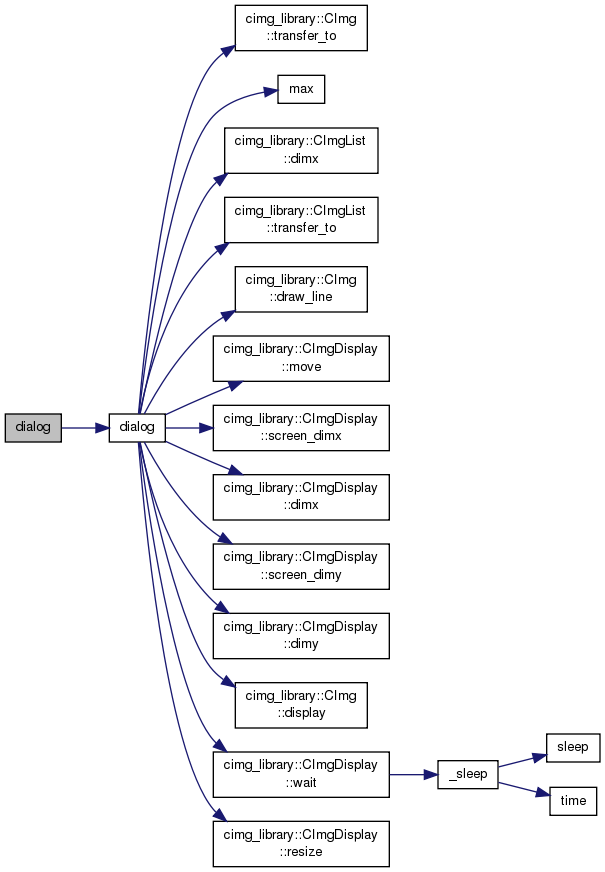 cimg_library::CImg
::transfer_to
max
cimg_library::CImgList
::dimx
cimg_library::CImgList
::transfer_to
cimg_library::CImg
::draw_line
cimg_library::CImgDisplay
::move
dialog
dialog
cimg_library::CImgDisplay
::screen_dimx
cimg_library::CImgDisplay
::dimx
cimg_library::CImgDisplay
::screen_dimy
cimg_library::CImgDisplay
::dimy
cimg_library::CImg
::display
cimg_library::CImgDisplay
::wait
_sleep
sleep
time
cimg_library::CImgDisplay
::resize